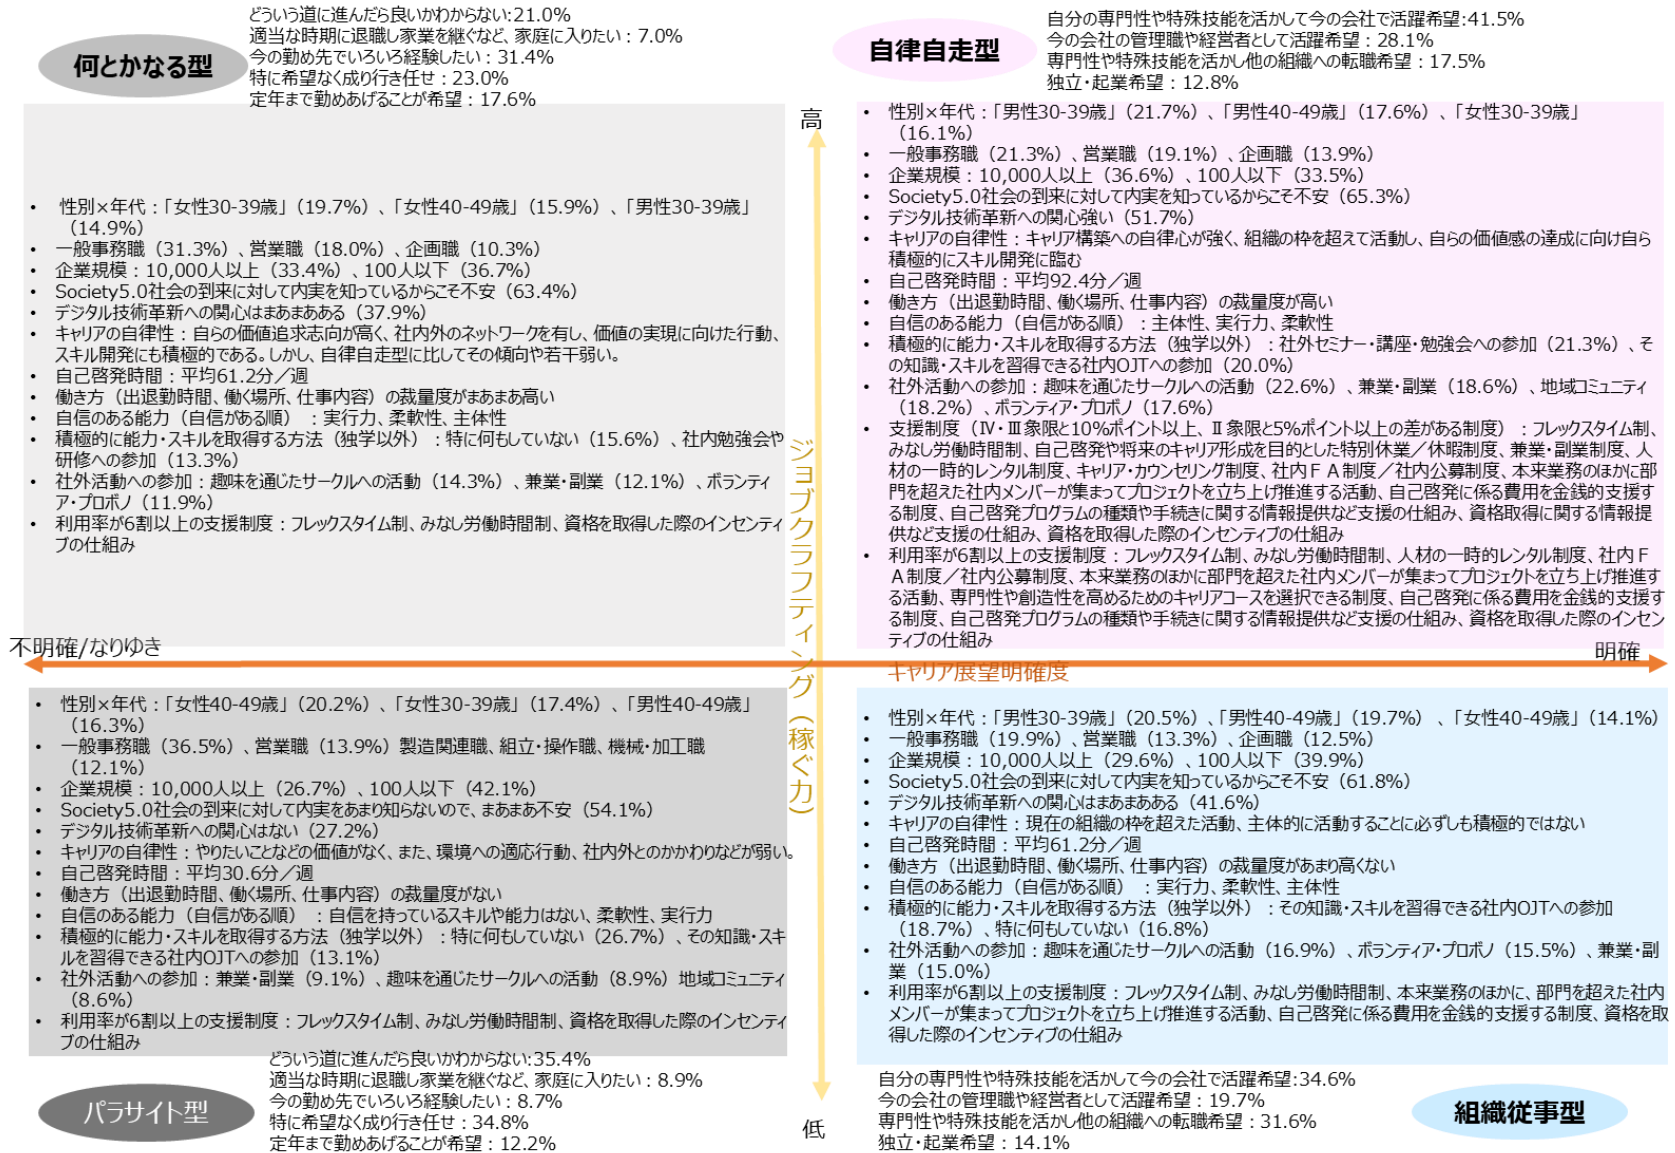 何とかなる型
どういう道に進んだら良いかわからない:21.0%
適当な時期に退職し家業を継ぐなど、家庭に入りたい：7.0%
今の勤め先でいろいろ経験したい：31.4%
特に希望なく成り行き任せ：23.0%
定年まで勤めあげることが希望：17.6%
自律自走型
自分の専門性や特殊技能を活かして今の会社で活躍希望:41.5%
今の会社の管理職や経営者として活躍希望：28.1%
専門性や特殊技能を活かし他の組織への転職希望：17.5%
独立・起業希望：12.8%
• 性別×年代：「女性30-39歳」（19.7%）、「女性40-49歳」（15.9%）、「男性30-39歳」
（14.9%）
• 一般事務職（31.3%）、営業職（18.0%）、企画職（10.3%）
• 企業規模：10,000人以上（33.4%）、100人以下（36.7%）
• Society5.0社会の到来に対して内実を知っているからこそ不安（63.4%）
• デジタル技術革新への関心はまあまあある（37.9%）
• キャリアの自律性：自らの価値追求志向が高く、社内外のネットワークを有し、価値の実現に向けた行動、
スキル開発にも積極的である。しかし、自律自走型に比してその傾向や若干弱い。
• 自己啓発時間：平均61.2分／週
• 働き方（出退勤時間、働く場所、仕事内容）の裁量度がまあまあ高い
• 自信のある能力（自信がある順）：実行力、柔軟性、主体性
• 積極的に能力・スキルを取得する方法（独学以外）：特に何もしていない（15.6%）、社内勉強会や
研修への参加（13.3%）
• 社外活動への参加：趣味を通じたサークルへの活動（14.3%）、兼業・副業（12.1%）、ボランティ
ア・プロボノ（11.9%）
• 利用率が6割以上の支援制度：フレックスタイム制、みなし労働時間制、資格を取得した際のインセンティ
ブの仕組み
高
ジョブクラフティング（稼ぐ力）
• 性別×年代：「男性30-39歳」（21.7%）、「男性40-49歳」（17.6%）、「女性30-39歳」
（16.1%）
• 一般事務職（21.3%）、営業職（19.1%）、企画職（13.9%）
• 企業規模：10,000人以上（36.6%）、100人以下（33.5%）
• Society5.0社会の到来に対して内実を知っているからこそ不安（65.3%）
• デジタル技術革新への関心強い（51.7%）
• キャリアの自律性：キャリア構築への自律心が強く、組織の枠を超えて活動し、自らの価値感の達成に向け自ら
積極的にスキル開発に臨む
• 自己啓発時間：平均92.4分／週
• 働き方（出退勤時間、働く場所、仕事内容）の裁量度が高い
• 自信のある能力（自信がある順）：主体性、実行力、柔軟性
• 積極的に能力・スキルを取得する方法（独学以外）：社外セミナー・講座・勉強会への参加（21.3%）、そ
の知識・スキルを習得できる社内OJTへの参加（20.0%）
• 社外活動への参加：趣味を通じたサークルへの活動（22.6%）、兼業・副業（18.6%）、地域コミュニティ
（18.2%）、ボランティア・プロボノ（17.6%）
• 支援制度（Ⅳ・Ⅲ象限と10%ポイント以上、Ⅱ象限と5%ポイント以上の差がある制度）：フレックスタイム制、
みなし労働時間制、自己啓発や将来のキャリア形成を目的とした特別休業／休暇制度、兼業・副業制度、人
材の一時的レンタル制度、キャリア・カウンセリング制度、社内ＦＡ制度／社内公募制度、本来業務のほかに部
門を超えた社内メンバーが集まってプロジェクトを立ち上げ推進する活動、自己啓発に係る費用を金銭的支援す
る制度、自己啓発プログラムの種類や手続きに関する情報提供など支援の仕組み、資格取得に関する情報提
供など支援の仕組み、資格を取得した際のインセンティブの仕組み
• 利用率が6割以上の支援制度：フレックスタイム制、みなし労働時間制、人材の一時的レンタル制度、社内Ｆ
Ａ制度／社内公募制度、本来業務のほかに部門を超えた社内メンバーが集まってプロジェクトを立ち上げ推進す
る活動、専門性や創造性を高めるためのキャリアコースを選択できる制度、自己啓発に係る費用を金銭的支援す
る制度、自己啓発プログラムの種類や手続きに関する情報提供など支援の仕組み、資格を取得した際のインセン
ティブの仕組み
不明確/なりゆき
明確
キャリア展望明確度
• 性別×年代：「女性40-49歳」（20.2%）、「女性30-39歳」（17.4%）、「男性40-49歳」
（16.3%）
• 一般事務職（36.5%）、営業職（13.9%）製造関連職、組立・操作職、機械・加工職
（12.1%）
• 企業規模：10,000人以上（26.7%）、100人以下（42.1%）
• Society5.0社会の到来に対して内実をあまり知らないので、まあまあ不安（54.1%）
• デジタル技術革新への関心はない（27.2%）
• キャリアの自律性：やりたいことなどの価値がなく、また、環境への適応行動、社内外とのかかわりなどが弱い。
• 自己啓発時間：平均30.6分／週
• 働き方（出退勤時間、働く場所、仕事内容）の裁量度がない
• 自信のある能力（自信がある順）：自信を持っているスキルや能力はない、柔軟性、実行力
• 積極的に能力・スキルを取得する方法（独学以外）：特に何もしていない（26.7%）、その知識・スキ
ルを習得できる社内OJTへの参加（13.1%）
• 社外活動への参加：兼業・副業（9.1%）、趣味を通じたサークルへの活動（8.9%）地域コミュニティ
（8.6%）
• 利用率が6割以上の支援制度：フレックスタイム制、みなし労働時間制、資格を取得した際のインセンティ
ブの仕組み
• 性別×年代：「男性30-39歳」（20.5%）、「男性40-49歳」（19.7%）、「女性40-49歳」（14.1%）
• 一般事務職（19.9%）、営業職（13.3%）、企画職（12.5%）
• 企業規模：10,000人以上（29.6%）、100人以下（39.9%）
• Society5.0社会の到来に対して内実を知っているからこそ不安（61.8%）
• デジタル技術革新への関心はまあまあある（41.6%）
• キャリアの自律性：現在の組織の枠を超えた活動、主体的に活動することに必ずしも積極的ではない
• 自己啓発時間：平均61.2分／週
• 働き方（出退勤時間、働く場所、仕事内容）の裁量度があまり高くない
• 自信のある能力（自信がある順）：実行力、柔軟性、主体性
• 積極的に能力・スキルを取得する方法（独学以外）：その知識・スキルを習得できる社内OJTへの参加
（18.7%）、特に何もしていない（16.8%）
• 社外活動への参加：趣味を通じたサークルへの活動（16.9%）、ボランティア・プロボノ（15.5%）、兼業・副
業（15.0%）
• 利用率が6割以上の支援制度：フレックスタイム制、みなし労働時間制、本来業務のほかに、部門を超えた社内
メンバーが集まってプロジェクトを立ち上げ推進する活動、自己啓発に係る費用を金銭的支援する制度、資格を取
得した際のインセンティブの仕組み
パラサイト型
どういう道に進んだら良いかわからない:35.4%
適当な時期に退職し家業を継ぐなど、家庭に入りたい：8.9%
今の勤め先でいろいろ経験したい：8.7%
特に希望なく成り行き任せ：34.8%
定年まで勤めあげることが希望：12.2%
低
自分の専門性や特殊技能を活かして今の会社で活躍希望:34.6%
今の会社の管理職や経営者として活躍希望：19.7%
専門性や特殊技能を活かし他の組織への転職希望：31.6%
独立・起業希望：14.1%
組織従事型